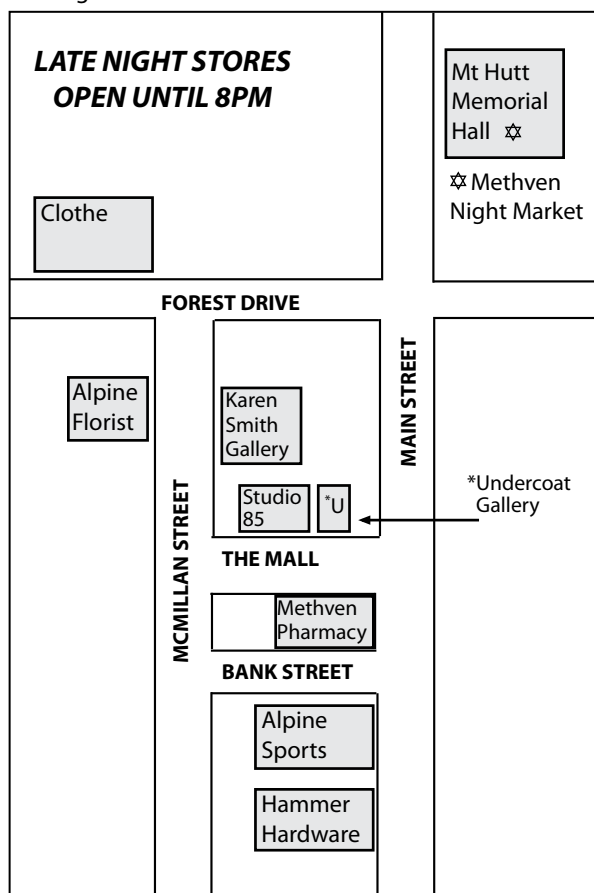 LATE NIGHT STORES
OPEN UNTIL 8PM
Mt Hutt
Memorial
Hall ✡
✡ Methven
Night Market
Clothe
FOREST DRIVE
Alpine
Florist
Karen
Smith
Gallery
MAIN STREET
Studio
85
*U
*Undercoat
Gallery
MCMILLAN STREET
THE MALL
Methven
Pharmacy
BANK STREET
Alpine
Sports
Hammer
Hardware